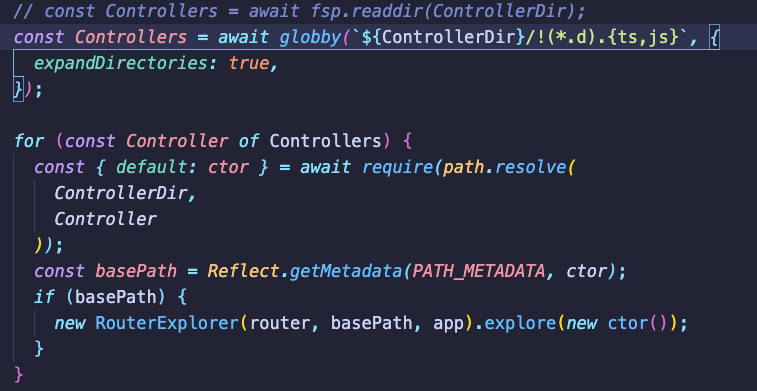 // const Controllers = await fsp.readdir(ControllerDir);
const Controllers = await globby(`${ControllerDir}/!(*.d).{ts,js}`, {
  expandDirectories: true,
});

for (const Controller of Controllers) {
  const { default: ctor } = await require(path.resolve(
    ControllerDir,
    Controller
  ));
  const basePath = Reflect.getMetadata(PATH_METADATA, ctor);
  if (basePath) {
    new RouterExplorer(router, basePath, app).explore(new ctor());
  }
}